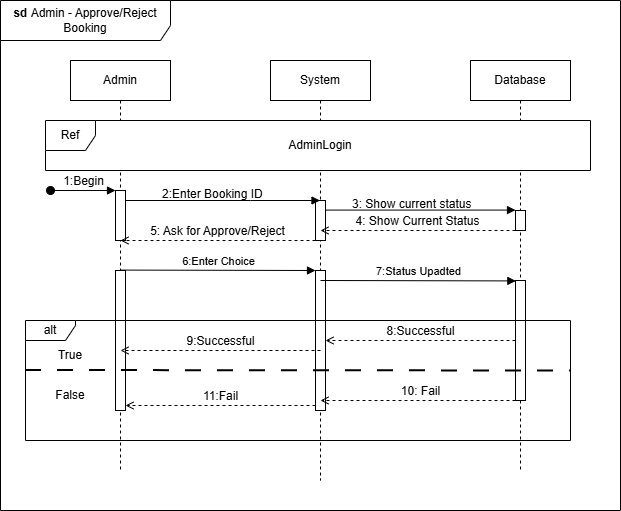 sd Admin - Approve/Reject
Booking
Admin
System
Database
Ref
AdminLogin
1:Begin
2:Enter Booking ID
3: Show current status
4: Show Current Status
5: Ask for Approve/Reject
6:Enter Choice
7:Status Upadted
alt
8:Successful
9:Successful
True
False
10: Fail
11:Fail